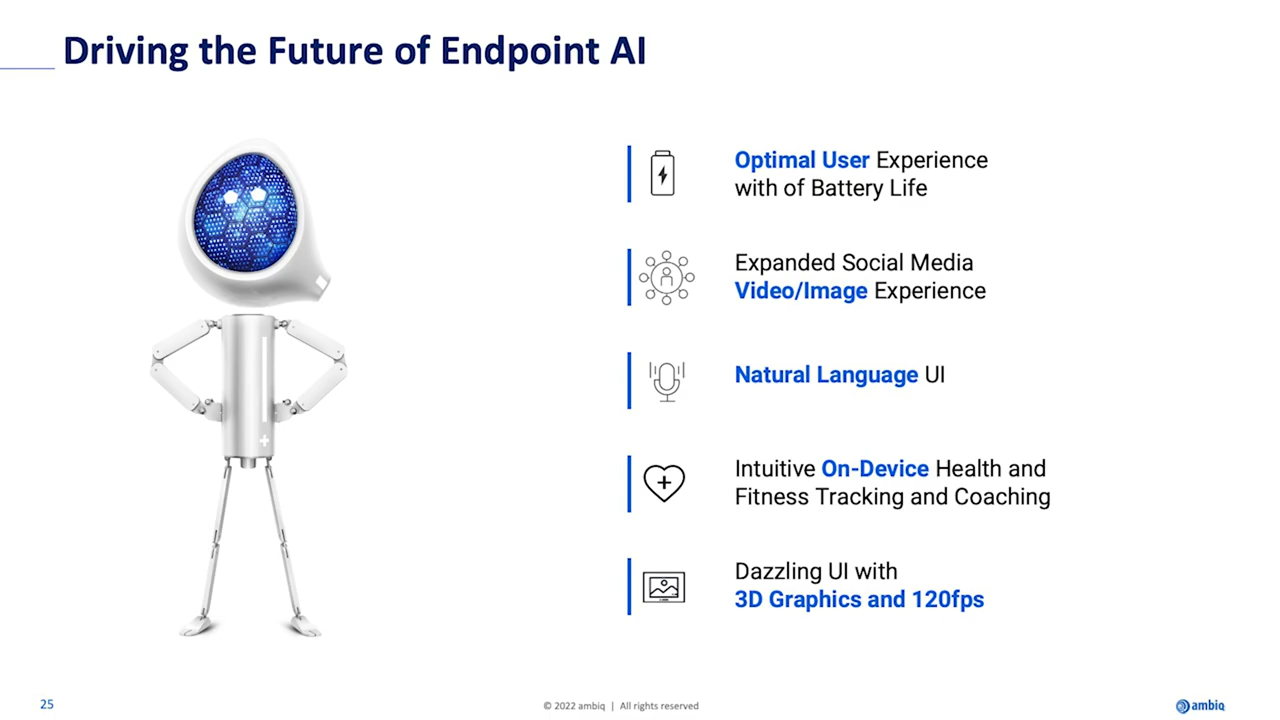 Driving the Future of Endpoint AI
Optimal User Experience
with of Battery Life
Expanded Social Media
Video/Image Experience
Natural Language UI
Intuitive On-Device Health and
Fitness Tracking and Coaching
Dazzling UI with
3D Graphics and 120fps
25
© 2022 ambiq | All rights reserved
ambiq